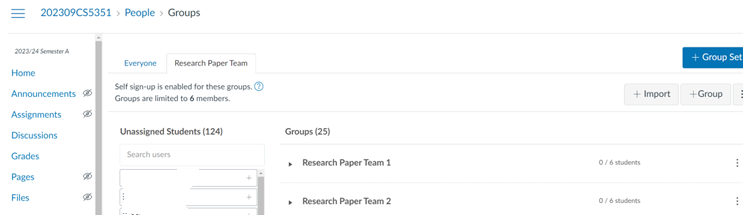 202309CS5351 > People > Groups
2023/24 Semester A
Home
Announcements
Assignments
Discussions
Grades
Pages
Files
Everyone
Research Paper Team
+ Group Set
Self sign-up is enabled for these groups. ?
Groups are limited to 6 members.
+ Import
+Group
Unassigned Students (124)
Search users
+
+
Groups (25)
Research Paper Team 1 0 / 6 students
Research Paper Team 2 0 / 6 students